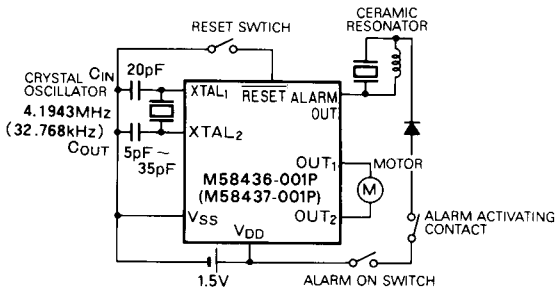 RESET SWTICH
CERAMIC
RESONATOR
CRYSTAL
OSCILLATOR
4.1943MHz
(32.768kHz)
CIN
20pF
COUT
5pF ~
35pF
XTAL1
XTAL2
RESET
ALARM
OUT
M58436-001P
(M58437-001P)
OUT1
MOTOR
M
OUT2
VSS
VDD
ALARM ACTIVATING
CONTACT
1.5V
ALARM ON SWITCH